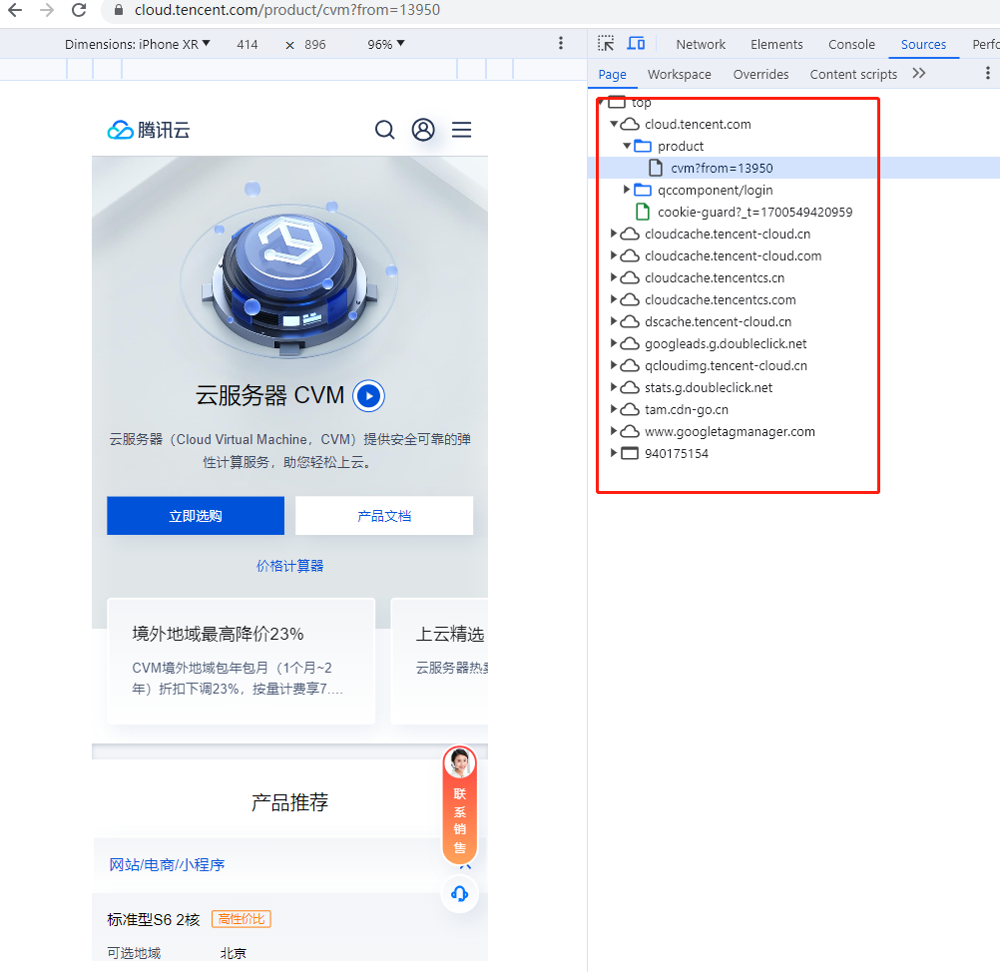 cloud.tencent.com/product/cvm?from=13950
Dimensions: iPhone XR 414 × 896 96%
Network Elements Console Sources Perfo
Page Workspace Overrides Content scripts
腾讯云
云服务器 CVM
云服务器（Cloud Virtual Machine，CVM）提供安全可靠的弹
性计算服务，助您轻松上云。
立即选购 产品文档
价格计算器
境外地域最高降价23%
CVM境外地域包年包月（1个月~2
年）折扣下调23%，按量计费享7....
上云精选
云服务器热卖
产品推荐
网站/电商/小程序
标准型S6 2核 高性价比
可选地域 北京
联
系
销
售
top
cloud.tencent.com
product
cvm?from=13950
qccomponent/login
cookie-guard?_t=1700549420959
cloudcache.tencent-cloud.cn
cloudcache.tencent-cloud.com
cloudcache.tencentcs.cn
cloudcache.tencentcs.com
dscache.tencent-cloud.cn
googleads.g.doubleclick.net
qcloudimg.tencent-cloud.cn
stats.g.doubleclick.net
tam.cdn-go.cn
www.googletagmanager.com
940175154